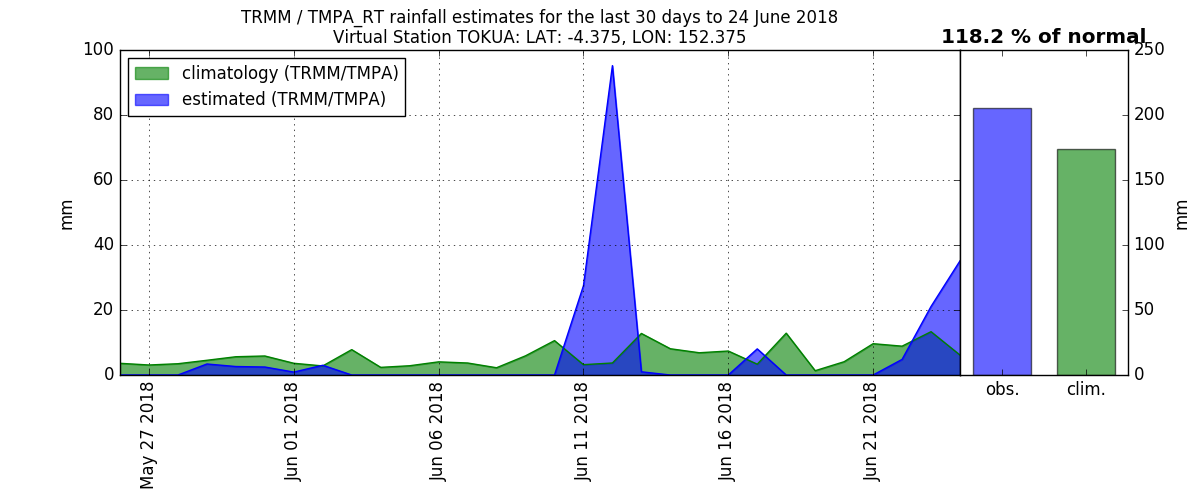 TRMM / TMPA_RT rainfall estimates for the last 30 days to 24 June 2018
Virtual Station TOKUA: LAT: -4.375, LON: 152.375
118.2 % of normal
climatology (TRMM/TMPA)
estimated (TRMM/TMPA)
100
80
60
40
20
0
mm
May 27 2018
Jun 01 2018
Jun 06 2018
Jun 11 2018
Jun 16 2018
Jun 21 2018
obs.
clim.
250
200
150
100
50
0
mm